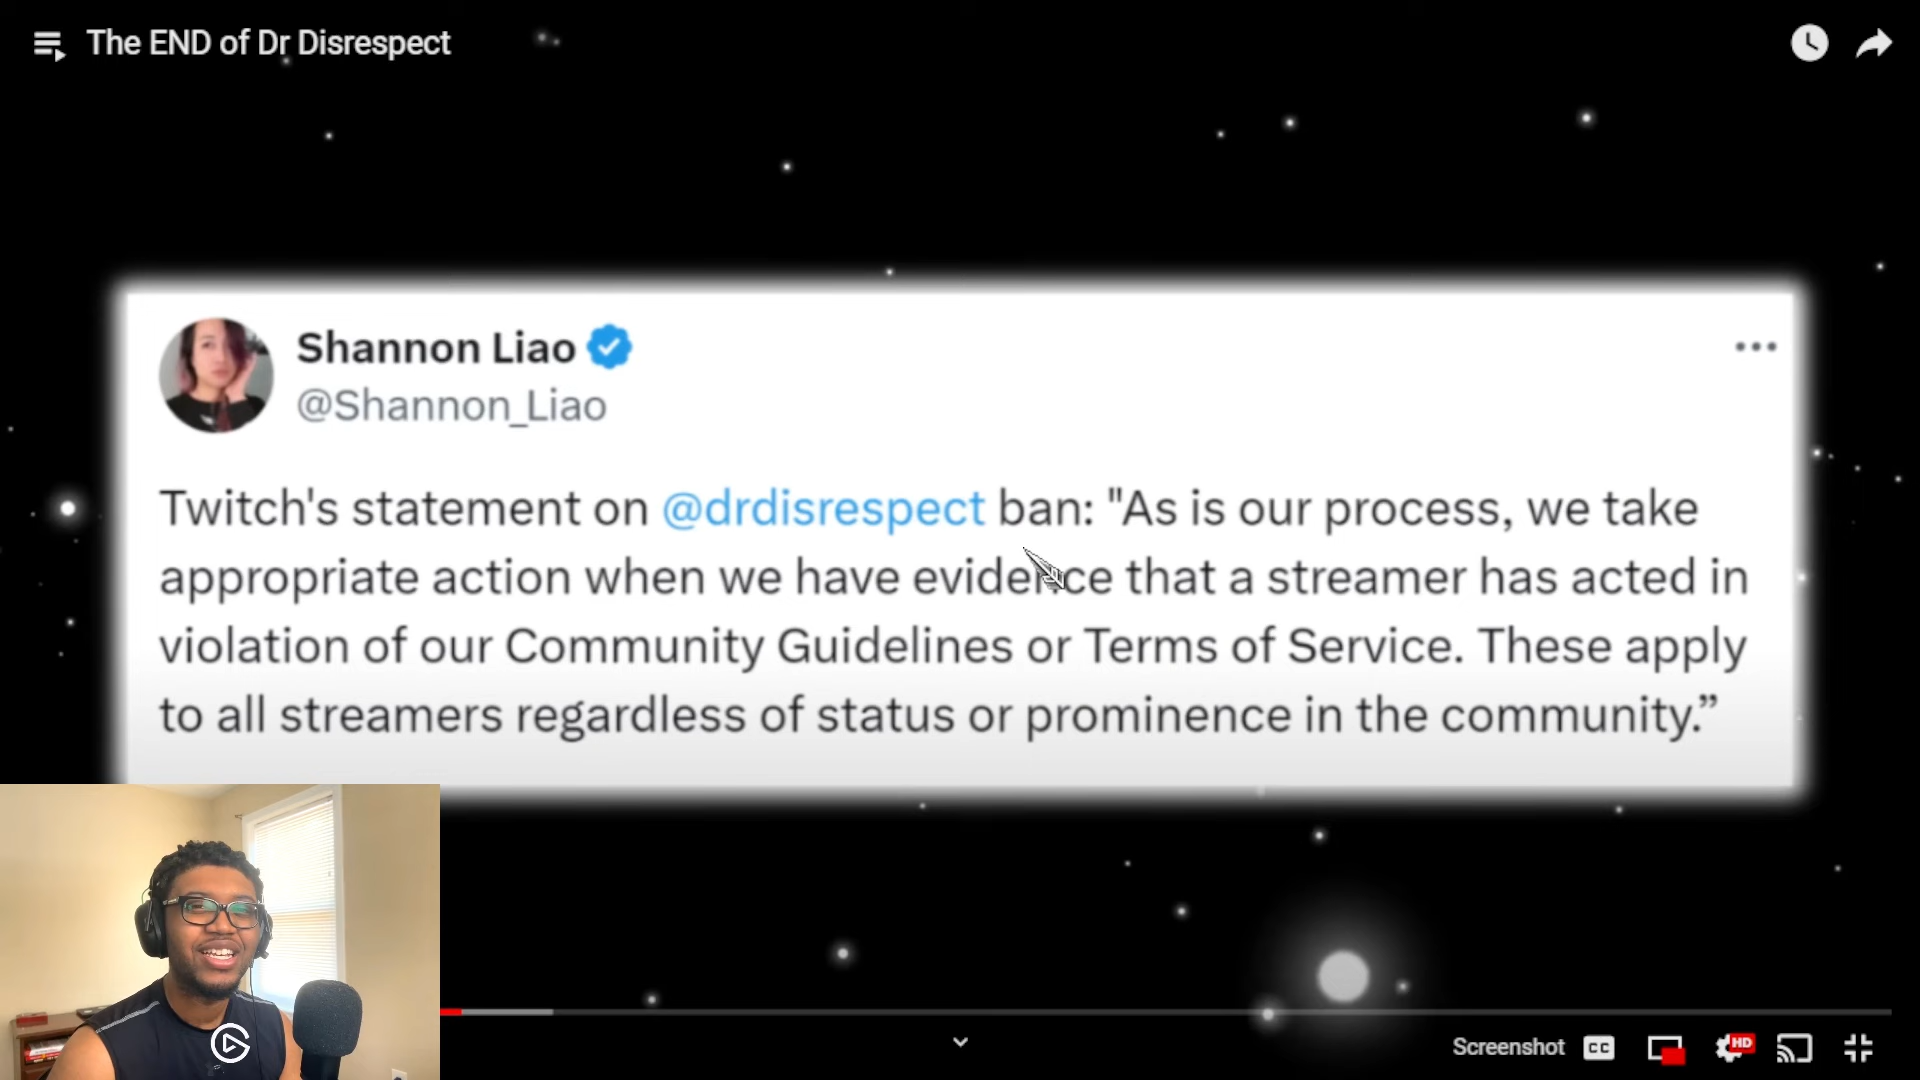 The END of Dr Disrespect
Shannon Liao
@Shannon_Liao
Twitch's statement on @drdisrespect ban: "As is our process, we take
appropriate action when we have evidence that a streamer has acted in
violation of our Community Guidelines or Terms of Service. These apply
to all streamers regardless of status or prominence in the community.”
Screenshot
CC
HD